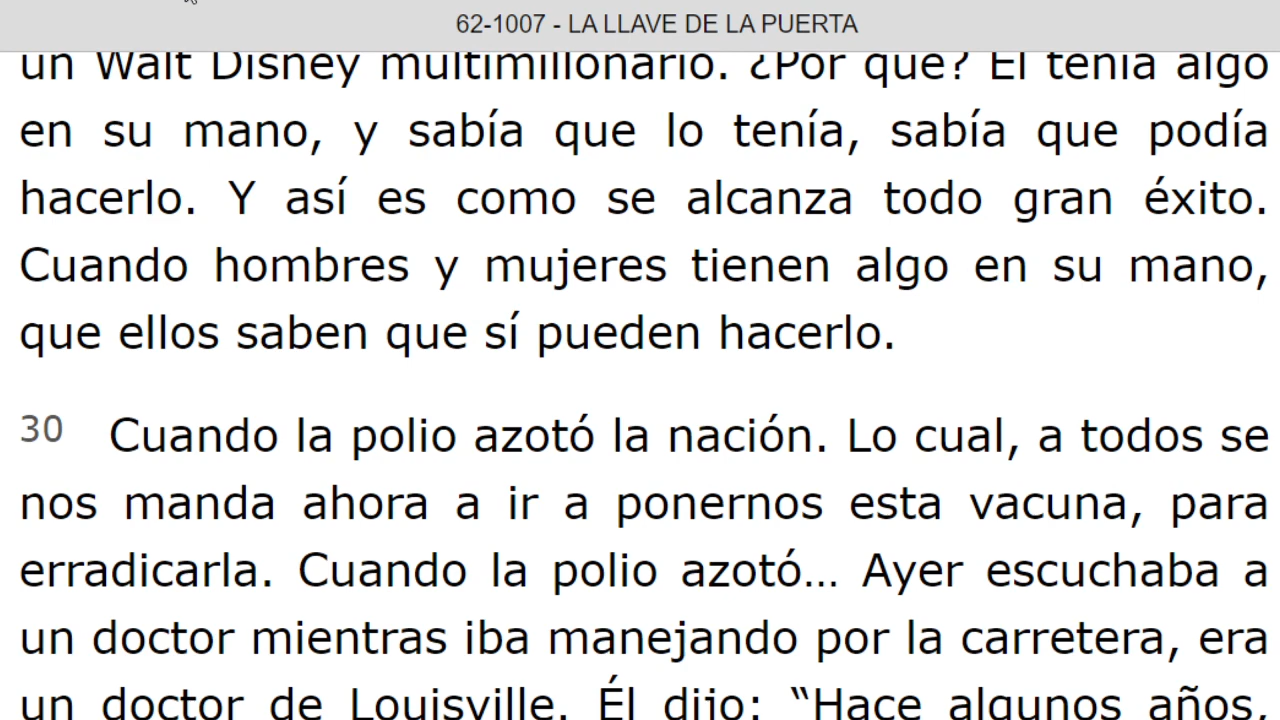 62-1007 - LA LLAVE DE LA PUERTA
un Walt Disney multimillonario. ¿Por qué? Él tenía algo
en su mano, y sabía que lo tenía, sabía que podía
hacerlo. Y así es como se alcanza todo gran éxito.
Cuando hombres y mujeres tienen algo en su mano,
que ellos saben que sí pueden hacerlo.
30 Cuando la polio azotó la nación. Lo cual, a todos se
nos manda ahora a ir a ponernos esta vacuna, para
erradicarla. Cuando la polio azotó… Ayer escuchaba a
un doctor mientras iba manejando por la carretera, era
un doctor de Louisville. Él dijo: “Hace algunos años,